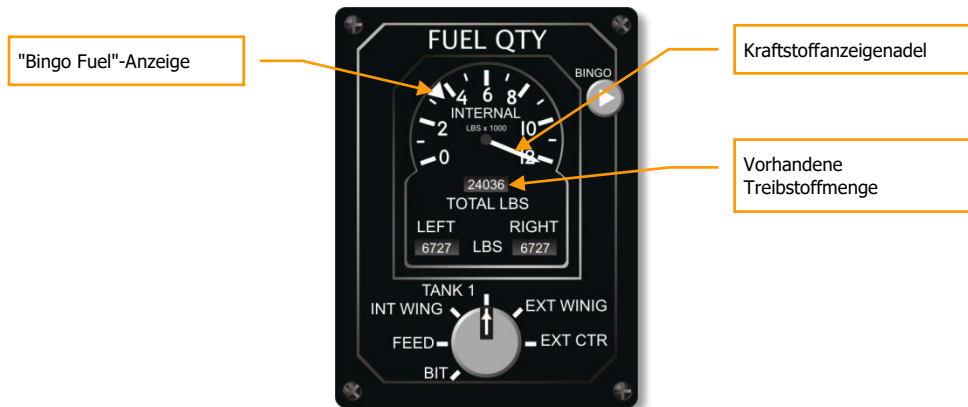 "Bingo Fuel"-Anzeige
FUEL QTY
Kraftstoffanzeigenadel
BINGO
4 6 8
INTERNAL
LBS x 1000
2 10
0 12
24036
TOTAL LBS
Vorhandene
Treibstoffmenge
LEFT RIGHT
6727 LBS 6727
TANK 1
INT WING EXT WINIG
FEED EXT CTR
BIT